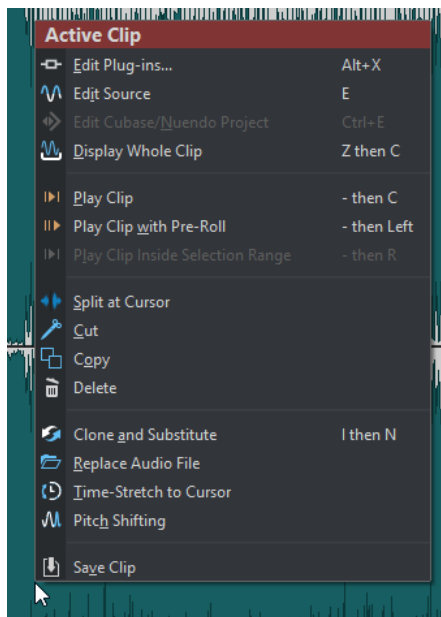 Active Clip
Edit Plug-ins... Alt+X
Edit Source E
Edit Cubase/Nuendo Project Ctrl+E
Display Whole Clip Z then C
Play Clip - then C
Play Clip with Pre-Roll - then Left
Play Clip Inside Selection Range - then R
Split at Cursor
Cut
Copy
Delete
Clone and Substitute I then N
Replace Audio File
Time-Stretch to Cursor
Pitch Shifting
Save Clip